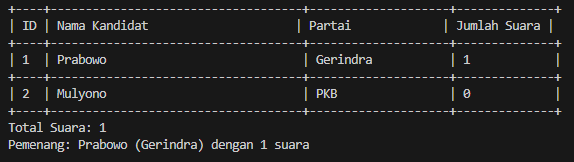 ID Nama Kandidat Partai Jumlah Suara
1 Prabowo Gerindra 1
2 Mulyono PKB 0
Total Suara: 1
Pemenang: Prabowo (Gerindra) dengan 1 suara